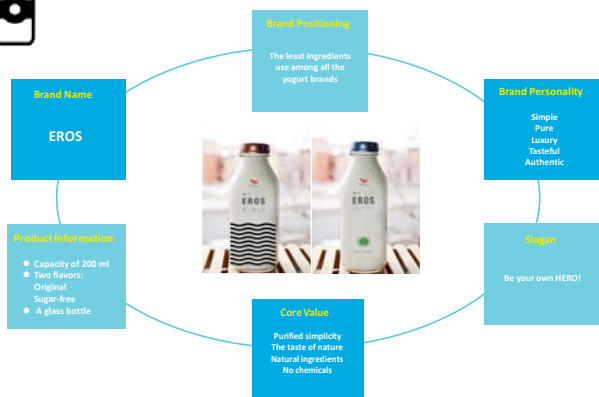 Brand Positioning
The least ingredients
use among all the
yogurt brands
Brand Name
EROS
Brand Personality
Simple
Pure
Luxury
Tasteful
Authentic
EROS
EROS
Product Information
● Capacity of 200 ml
● Two flavors:
Original
Sugar-free
● A glass bottle
Slogan
Be your own HERO!
Core Value
Purified simplicity
The taste of nature
Natural ingredients
No chemicals